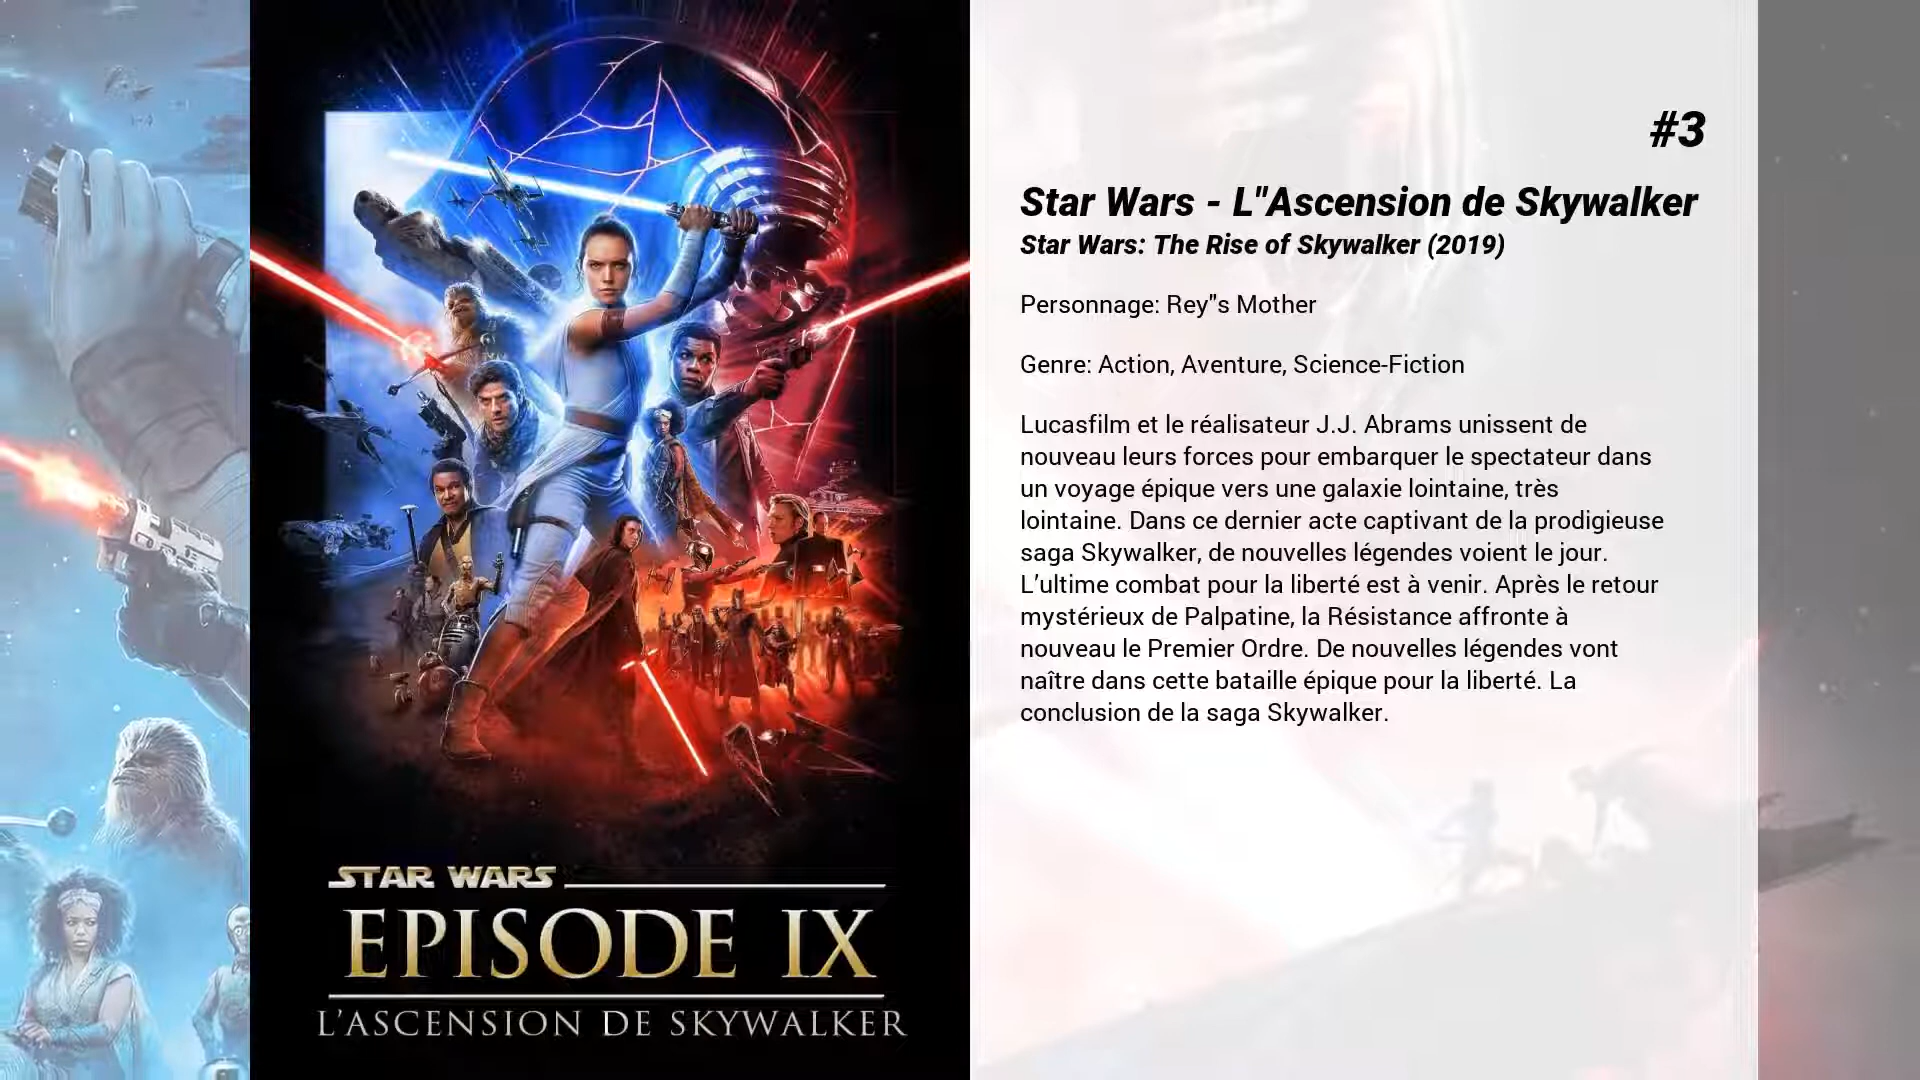 STAR WARS
EPISODE IX
L'ASCENSION DE SKYWALKER
#3
Star Wars - L"Ascension de Skywalker
Star Wars: The Rise of Skywalker (2019)
Personnage: Rey"s Mother
Genre: Action, Aventure, Science-Fiction
Lucasfilm et le réalisateur J.J. Abrams unissent de
nouveau leurs forces pour embarquer le spectateur dans
un voyage épique vers une galaxie lointaine, très
lointaine. Dans ce dernier acte captivant de la prodigieuse
saga Skywalker, de nouvelles légendes voient le jour.
L’ultime combat pour la liberté est à venir. Après le retour
mystérieux de Palpatine, la Résistance affronte à
nouveau le Premier Ordre. De nouvelles légendes vont
naître dans cette bataille épique pour la liberté. La
conclusion de la saga Skywalker.